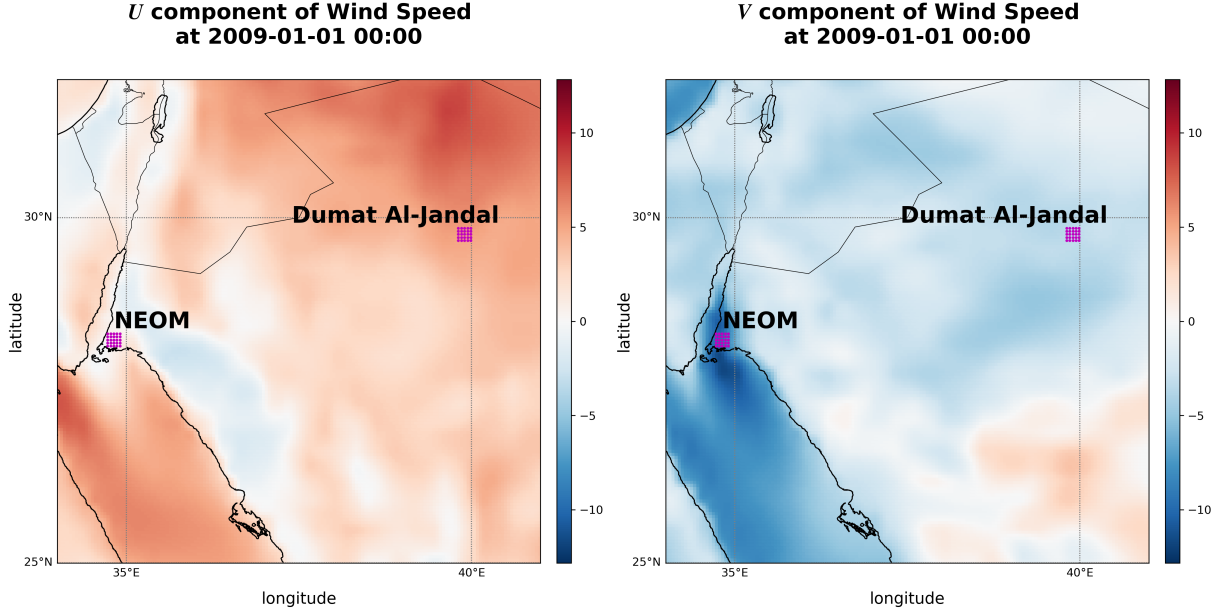 U component of Wind Speed
at 2009-01-01 00:00
30°N
25°N
35°E
40°E
latitude
longitude
Dumat Al-Jandal
NEOM
10
5
0
−5
−10
V component of Wind Speed
at 2009-01-01 00:00
30°N
25°N
35°E
40°E
latitude
longitude
Dumat Al-Jandal
NEOM
10
5
0
−5
−10